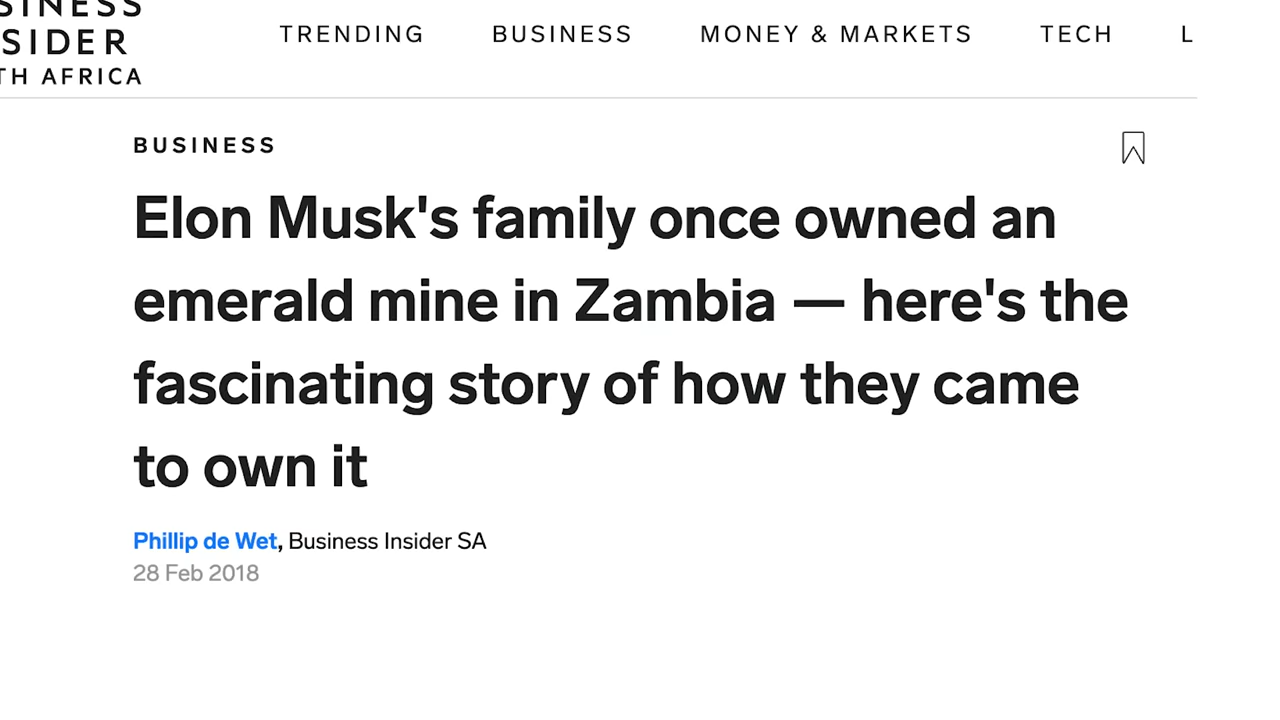 SINESS
SIDER
TH AFRICA
TRENDING BUSINESS MONEY & MARKETS TECH L
BUSINESS
Elon Musk's family once owned an
emerald mine in Zambia — here's the
fascinating story of how they came
to own it
Phillip de Wet, Business Insider SA
28 Feb 2018